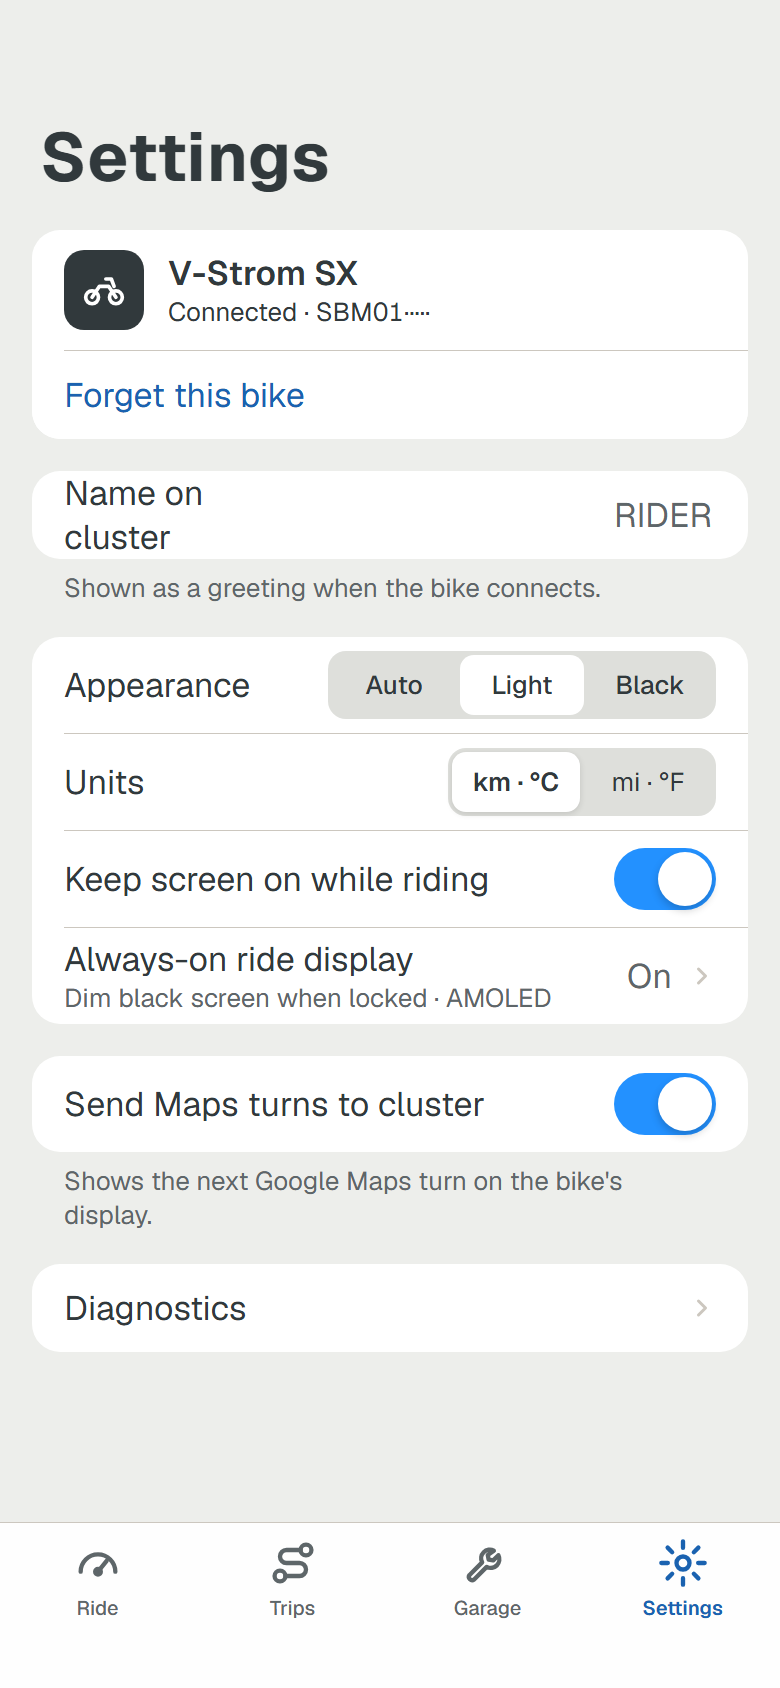 Settings
V-Strom SX
Connected · SBM01·····
Forget this bike
Name on
cluster
RIDER
Shown as a greeting when the bike connects.
Appearance
Auto
Light
Black
Units
km · °C
mi · °F
Keep screen on while riding
Always-on ride display
Dim black screen when locked · AMOLED
On
Send Maps turns to cluster
Shows the next Google Maps turn on the bike's
display.
Diagnostics
Ride
Trips
Garage
Settings